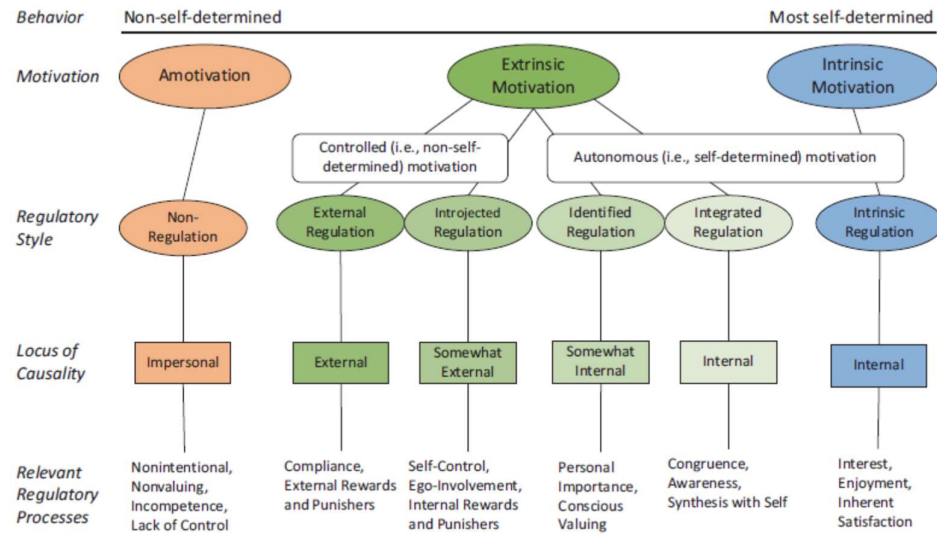 Behavior
Non-self-determined
Most self-determined
Motivation
Amotivation
Extrinsic
Motivation
Intrinsic
Motivation
Controlled (i.e., non-self-
determined) motivation
Autonomous (i.e., self-determined) motivation
Regulatory
Style
Non-
Regulation
External
Regulation
Introjected
Regulation
Identified
Regulation
Integrated
Regulation
Intrinsic
Regulation
Locus of
Causality
Impersonal
External
Somewhat
External
Somewhat
Internal
Internal
Internal
Relevant
Regulatory
Processes
Nonintentional,
Nonvaluing,
Incompetence,
Lack of Control
Compliance,
External Rewards
and Punishers
Self-Control,
Ego-Involvement,
Internal Rewards
and Punishers
Personal
Importance,
Conscious
Valuing
Congruence,
Awareness,
Synthesis with Self
Interest,
Enjoyment,
Inherent
Satisfaction